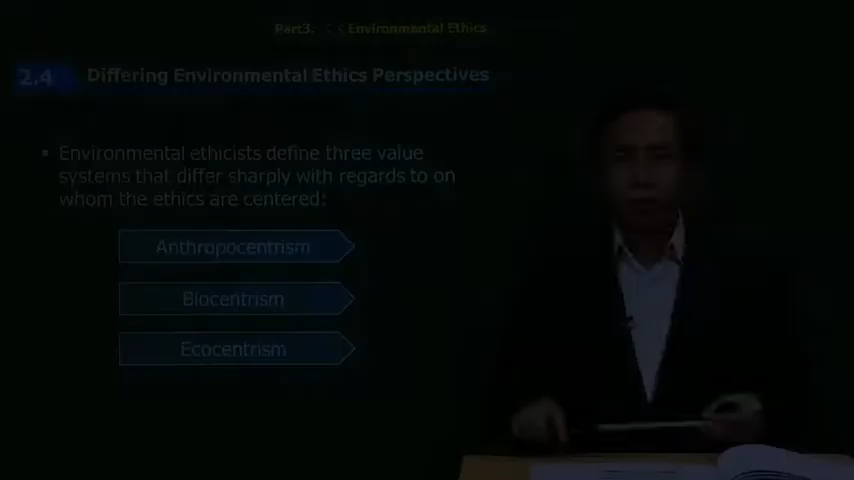 Part3. Environmental Ethics
2.4 Differing Environmental Ethics Perspectives
▪ Environmental ethicists define three value
systems that differ sharply with regards to on
whom the ethics are centered:
Anthropocentrism
Biocentrism
Ecocentrism